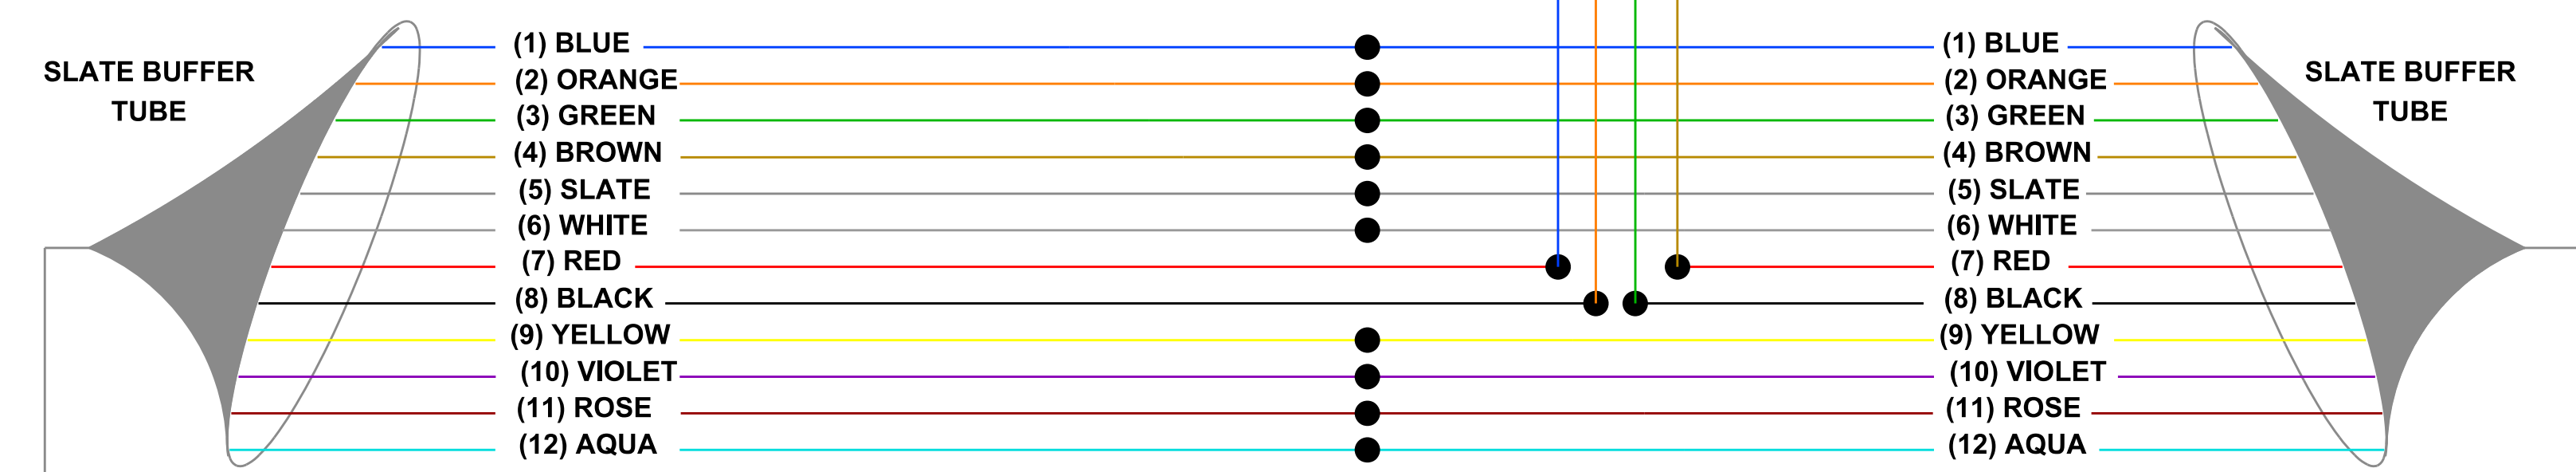 SLATE BUFFER
TUBE
(1) BLUE
(2) ORANGE
(3) GREEN
(4) BROWN
(5) SLATE
(6) WHITE
(7) RED
(8) BLACK
(9) YELLOW
(10) VIOLET
(11) ROSE
(12) AQUA
(1) BLUE
(2) ORANGE
(3) GREEN
(4) BROWN
(5) SLATE
(6) WHITE
(7) RED
(8) BLACK
(9) YELLOW
(10) VIOLET
(11) ROSE
(12) AQUA
SLATE BUFFER
TUBE